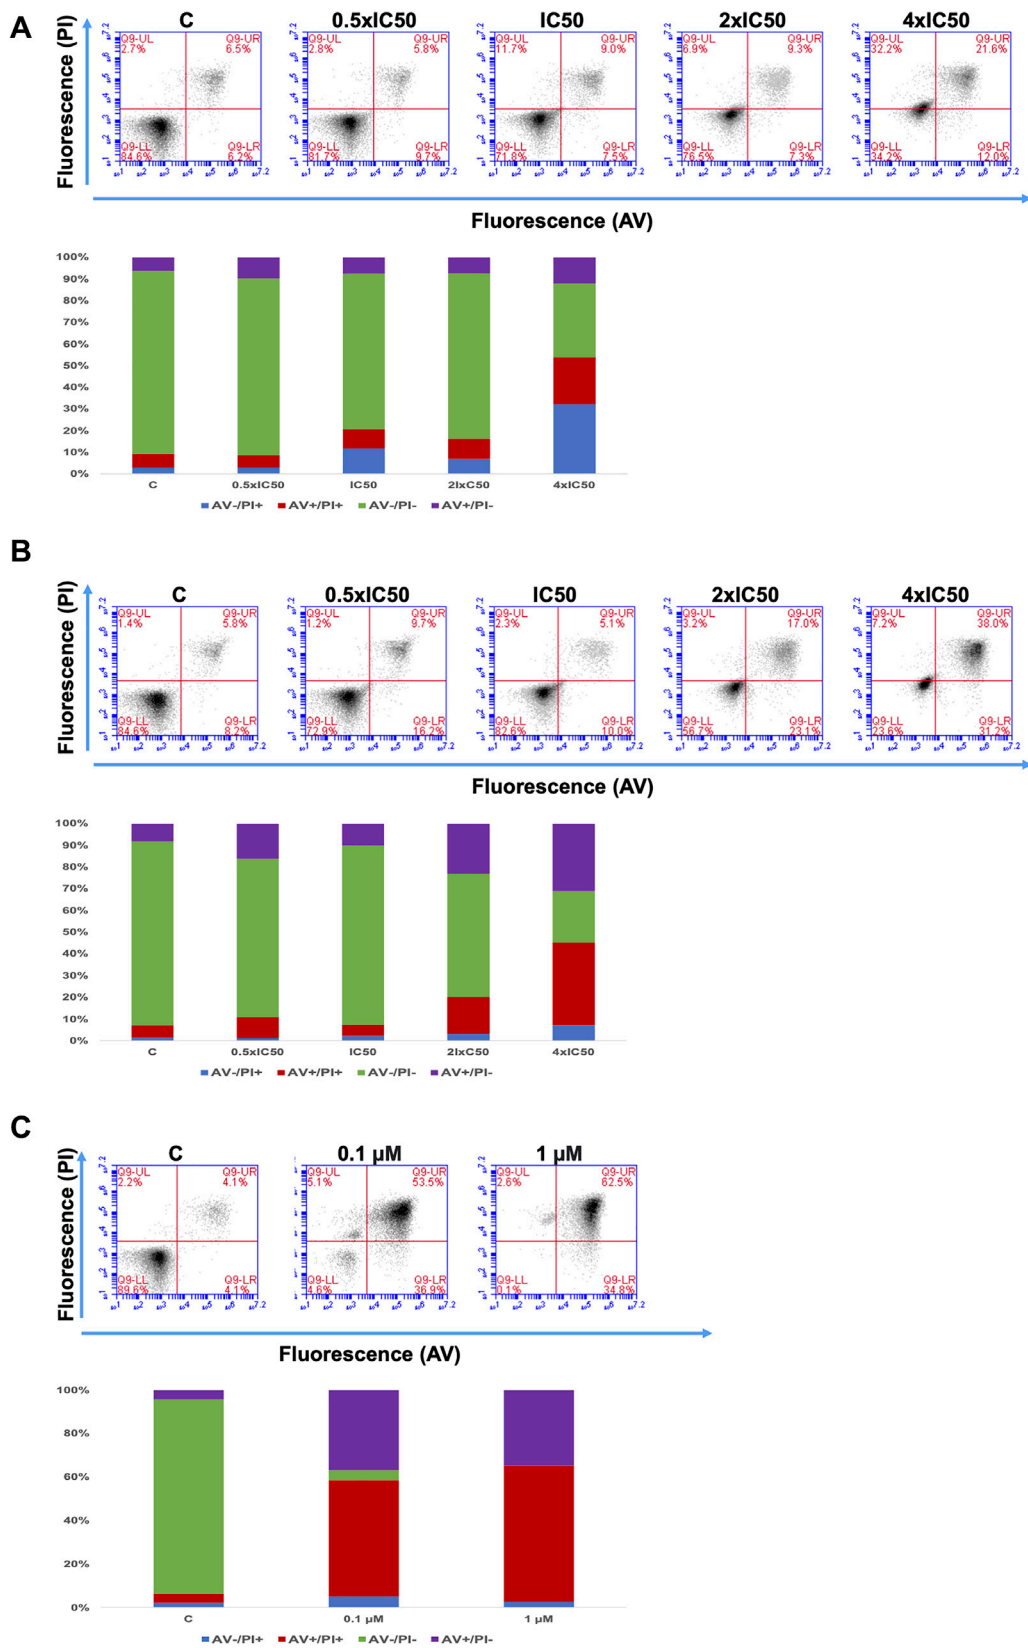 A
C 0.5xIC50 IC50 2xIC50 4xIC50
Fluorescence (PI)
Q9-UL Q9-UR Q9-UL Q9-UR Q9-UL Q9-UR Q9-UL Q9-UR Q9-UL Q9-UR
2.7% 6.5% 2.8% 5.8% 11.7% 9.0% 6.9% 9.3% 32.2% 21.6%
Q9-LL Q9-LR Q9-LL Q9-LR Q9-LL Q9-LR Q9-LL Q9-LR Q9-LL Q9-LR
84.6% 6.2% 81.7% 9.7% 71.8% 7.5% 76.5% 7.3% 34.2% 12.0%
Fluorescence (AV)
100%
90%
80%
70%
60%
50%
40%
30%
20%
10%
0%
C 0.5xIC50 IC50 2IxC50 4xIC50
AV-/PI+ AV+/PI+ AV-/PI- AV+/PI-
B
C 0.5xIC50 IC50 2xIC50 4xIC50
Fluorescence (PI)
Q9-UL Q9-UR Q9-UL Q9-UR Q9-UL Q9-UR Q9-UL Q9-UR Q9-UL Q9-UR
1.4% 5.8% 1.2% 9.7% 2.3% 5.1% 3.2% 17.0% 7.2% 38.0%
Q9-LL Q9-LR Q9-LL Q9-LR Q9-LL Q9-LR Q9-LL Q9-LR Q9-LL Q9-LR
84.6% 8.2% 72.9% 16.2% 82.6% 10.0% 56.7% 23.1% 23.6% 31.2%
Fluorescence (AV)
100%
90%
80%
70%
60%
50%
40%
30%
20%
10%
0%
C 0.5xIC50 IC50 2IxC50 4xIC50
AV-/PI+ AV+/PI+ AV-/PI- AV+/PI-
C
C 0.1 µM 1 µM
Fluorescence (PI)
Q9-UL Q9-UR Q9-UL Q9-UR Q9-UL Q9-UR
2.2% 4.1% 5.1% 53.5% 2.6% 62.5%
Q9-LL Q9-LR Q9-LL Q9-LR Q9-LL Q9-LR
89.6% 4.1% 4.6% 36.9% 0.1% 34.8%
Fluorescence (AV)
100%
80%
60%
40%
20%
0%
C 0.1 µM 1 µM
AV-/PI+ AV+/PI+ AV-/PI- AV+/PI-